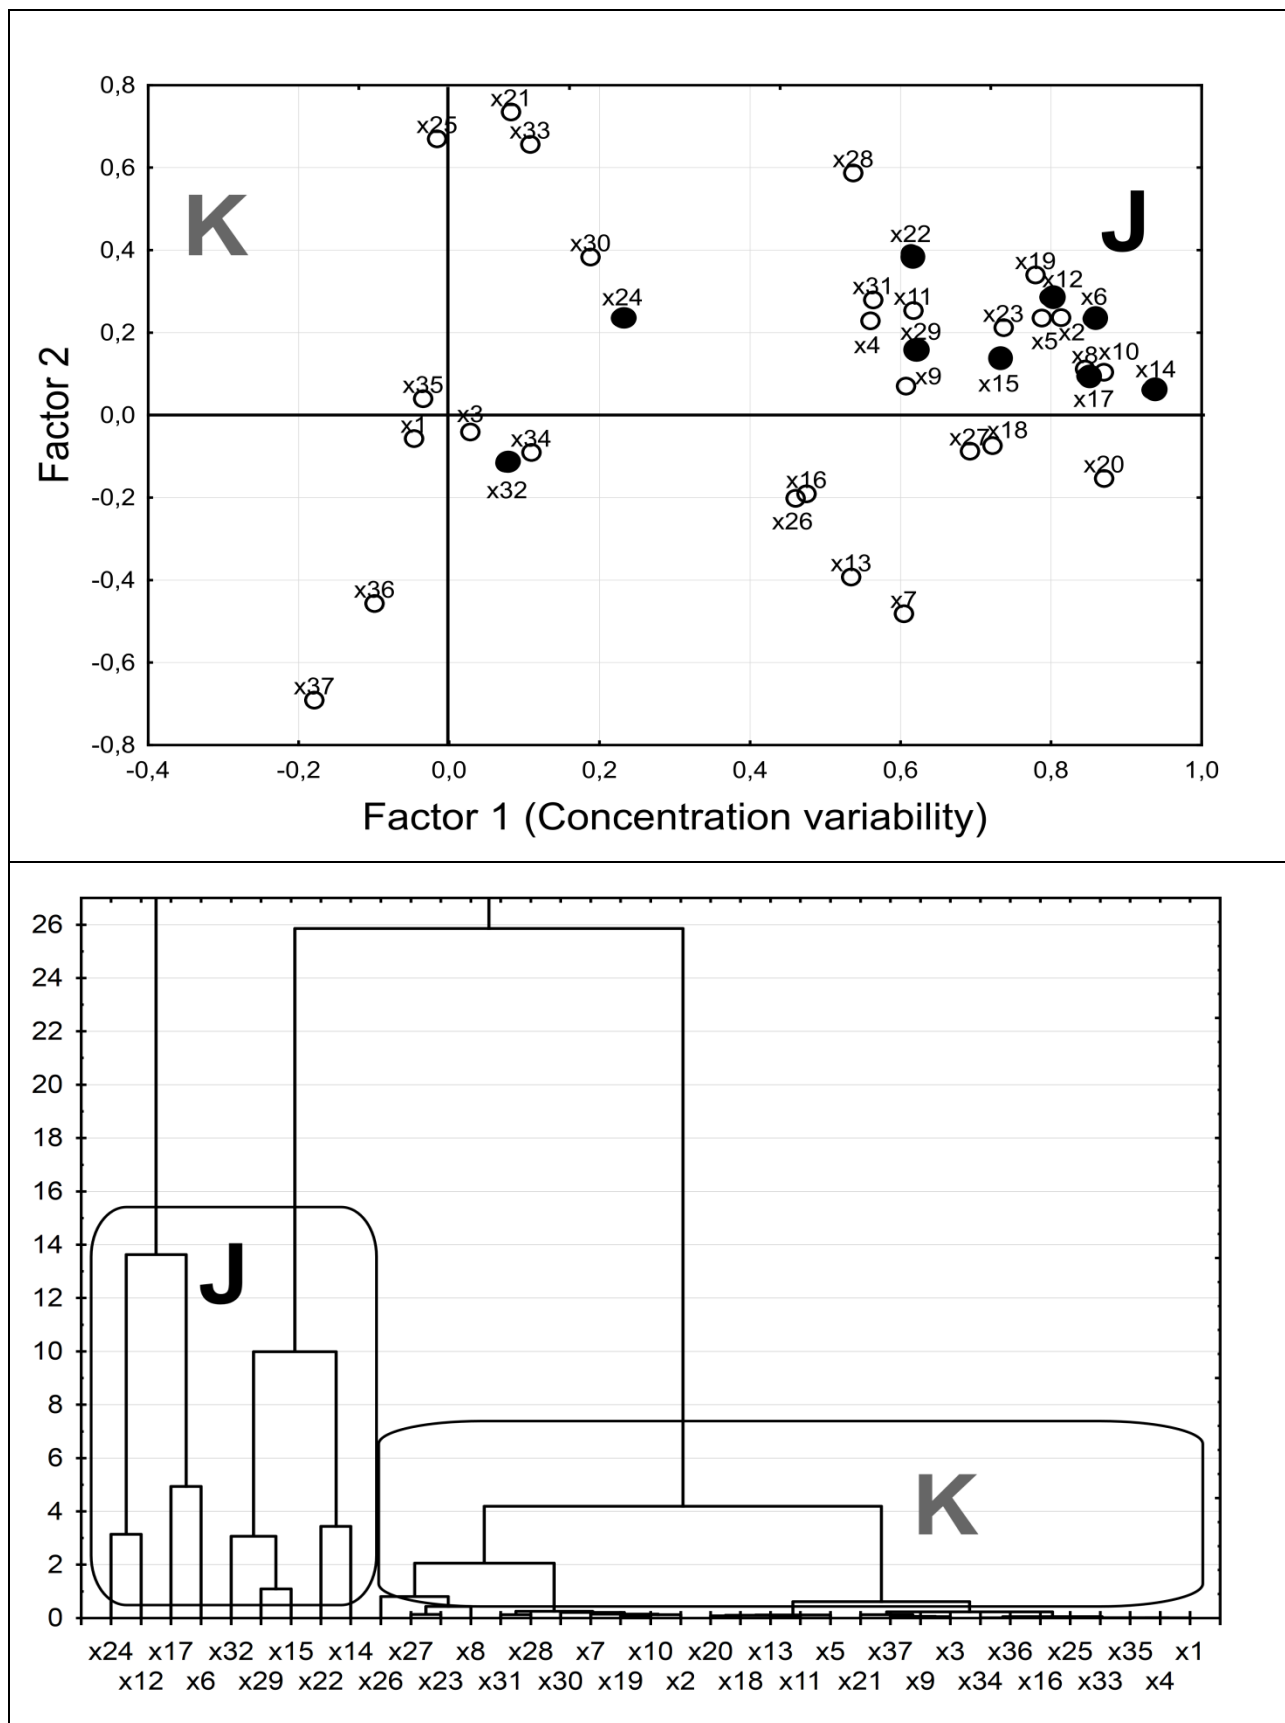 0,8
x21
x25
x33
0,6
x28
K
J
0,4
x30
x22
x19
x24
x31
x11
x12
x6
x23
0,2
x4
x29
x5
x2
x8
x10
x15
x9
x14
x17
x35
0,0
x1
x3
x34
x27
x18
x32
x16
x20
-0,2
x26
-0,4
x13
x36
x7
-0,6
x37
-0,8
-0,4 -0,2 0,0 0,2 0,4 0,6 0,8 1,0
Factor 2
Factor 1 (Concentration variability)
26
24
22
20
18
16
14
J
12
10
8
6
K
4
2
0
x24 x17 x32 x15 x14 x27 x8 x28 x7 x10 x20 x13 x5 x37 x3 x36 x25 x35 x1
x12 x6 x29 x22 x26 x23 x31 x30 x19 x2 x18 x11 x21 x9 x34 x16 x33 x4